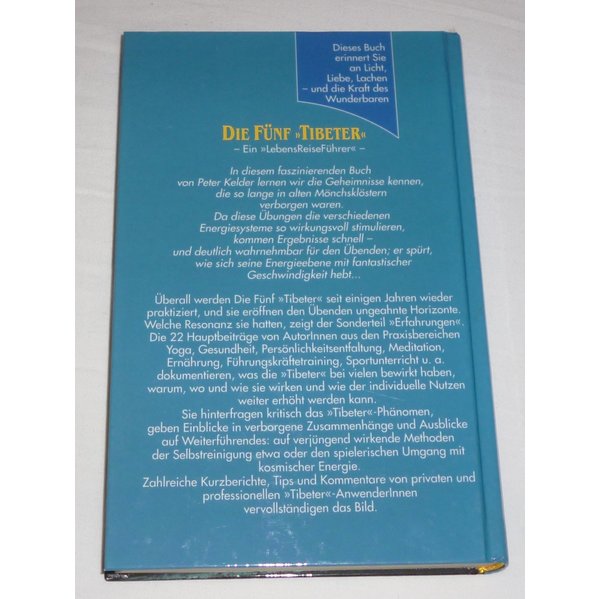 Dieses Buch
erinnert Sie
an Licht,
Liebe, Lachen
– und die Kraft des
Wunderbaren
DIE FÜNF »TIBETER«
– Ein »LebensReiseFührer« –
In diesem faszinierenden Buch
von Peter Kelder lernen wir die Geheimnisse kennen,
die so lange in alten Mönchsklöstern
verborgen waren.
Da diese Übungen die verschiedenen
Energiesysteme so wirkungsvoll stimulieren,
kommen Ergebnisse schnell –
und deutlich wahrnehmbar für den Übenden; er spürt,
wie sich seine Energieebene mit fantastischer
Geschwindigkeit hebt...
Überall werden Die Fünf »Tibeter« seit einigen Jahren wieder
praktiziert, und sie eröffnen den Übenden ungeahnte Horizonte.
Welche Resonanz sie hatten, zeigt der Sonderteil »Erfahrungen«.
Die 22 Hauptbeiträge von AutorInnen aus den Praxisbereichen
Yoga, Gesundheit, Persönlichkeitsentfaltung, Meditation,
Ernährung, Führungskräftetraining, Sportunterricht u. a.
dokumentieren, was die »Tibeter« bei vielen bewirkt haben,
warum, wo und wie sie wirken und wie der individuelle Nutzen
weiter erhöht werden kann.
Sie hinterfragen kritisch das »Tibeter«-Phänomen,
geben Einblicke in verborgene Zusammenhänge und Ausblicke
auf Weiterführendes: auf verjüngend wirkende Methoden
der Selbstreinigung etwa oder den spielerischen Umgang mit
kosmischer Energie.
Zahlreiche Kurzberichte, Tips und Kommentare von privaten und
professionellen »Tibeter«-AnwenderInnen
vervollständigen das Bild.